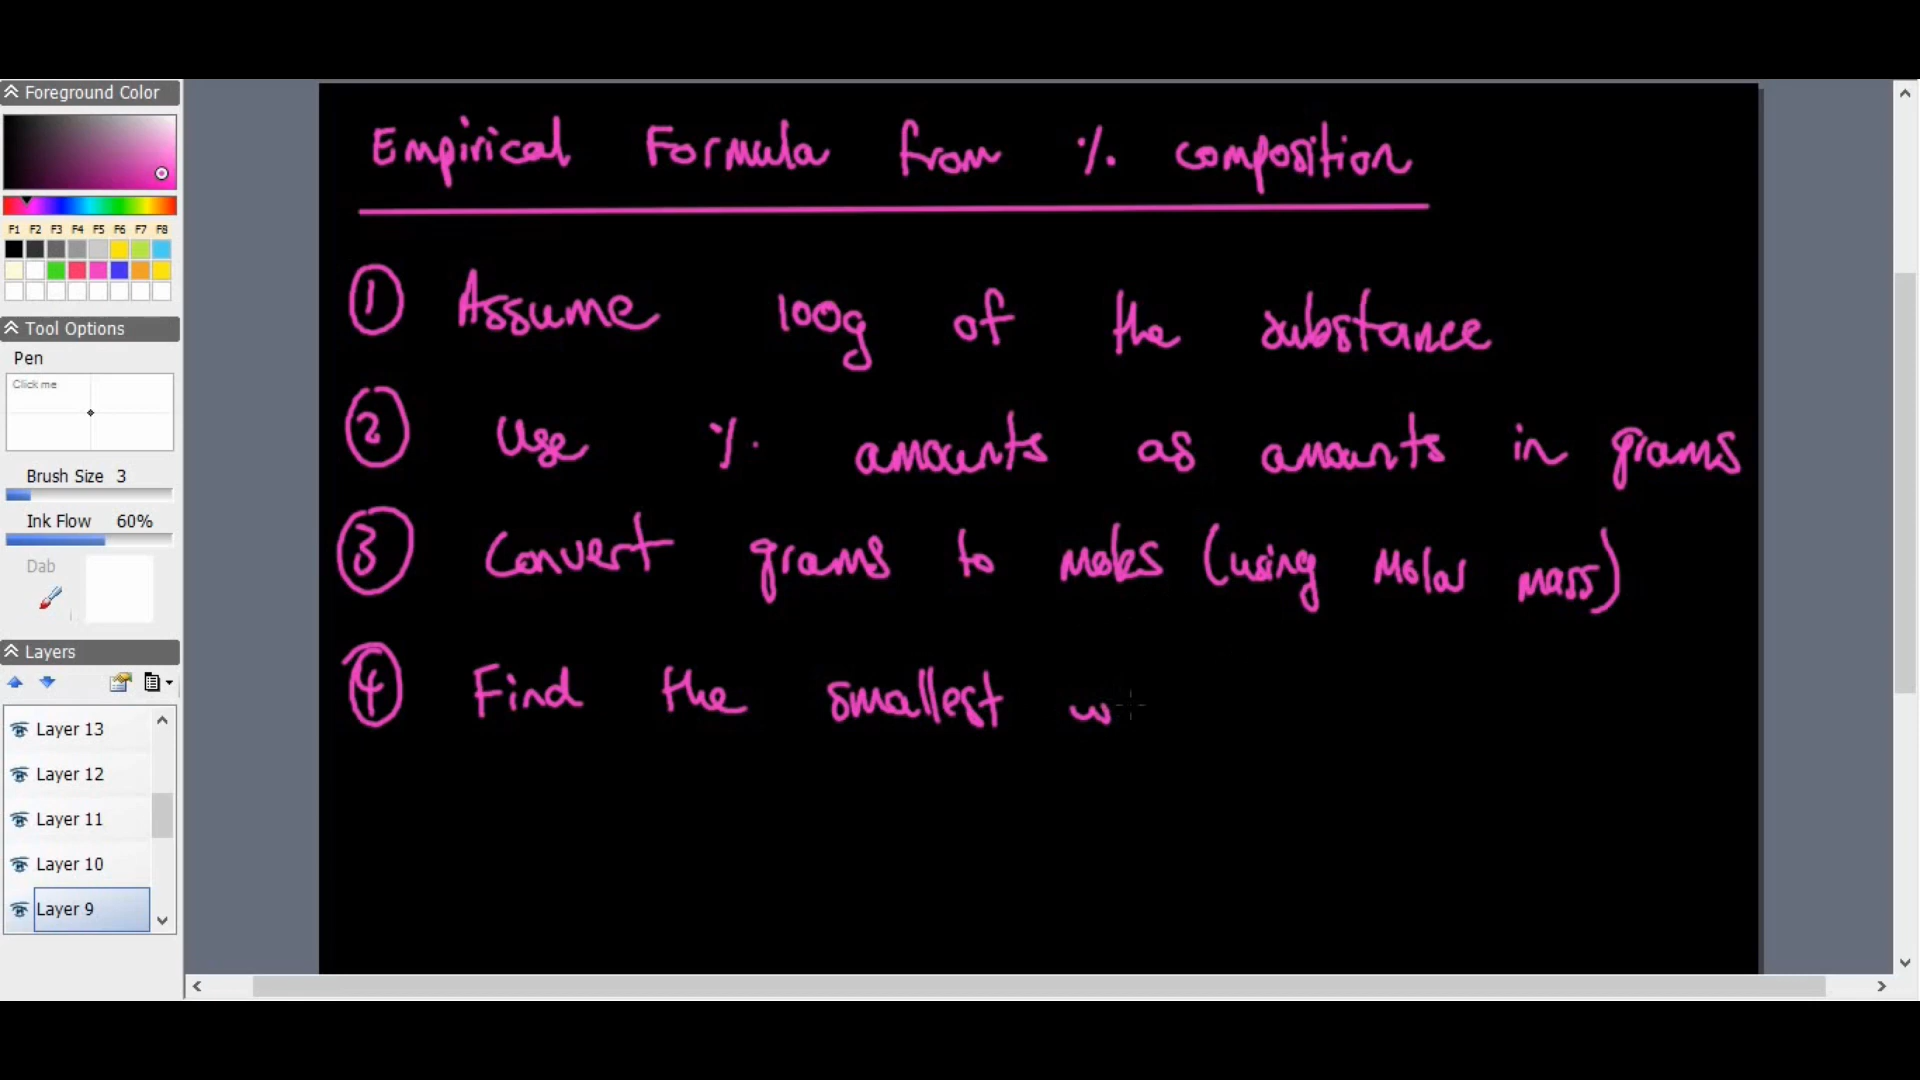 Foreground Color
F1 F2 F3 F4 F5 F6 F7 F8
Tool Options
Pen
Click me
Brush Size 3
Ink Flow 60%
Dab
Layers
Layer 13
Layer 12
Layer 11
Layer 10
Layer 9
Empirical Formula from % composition
1 Assume 100g of the substance
2 Use % amounts as amounts in grams
3 Convert grams to moles (using Molar mass)
4 Find the smallest w